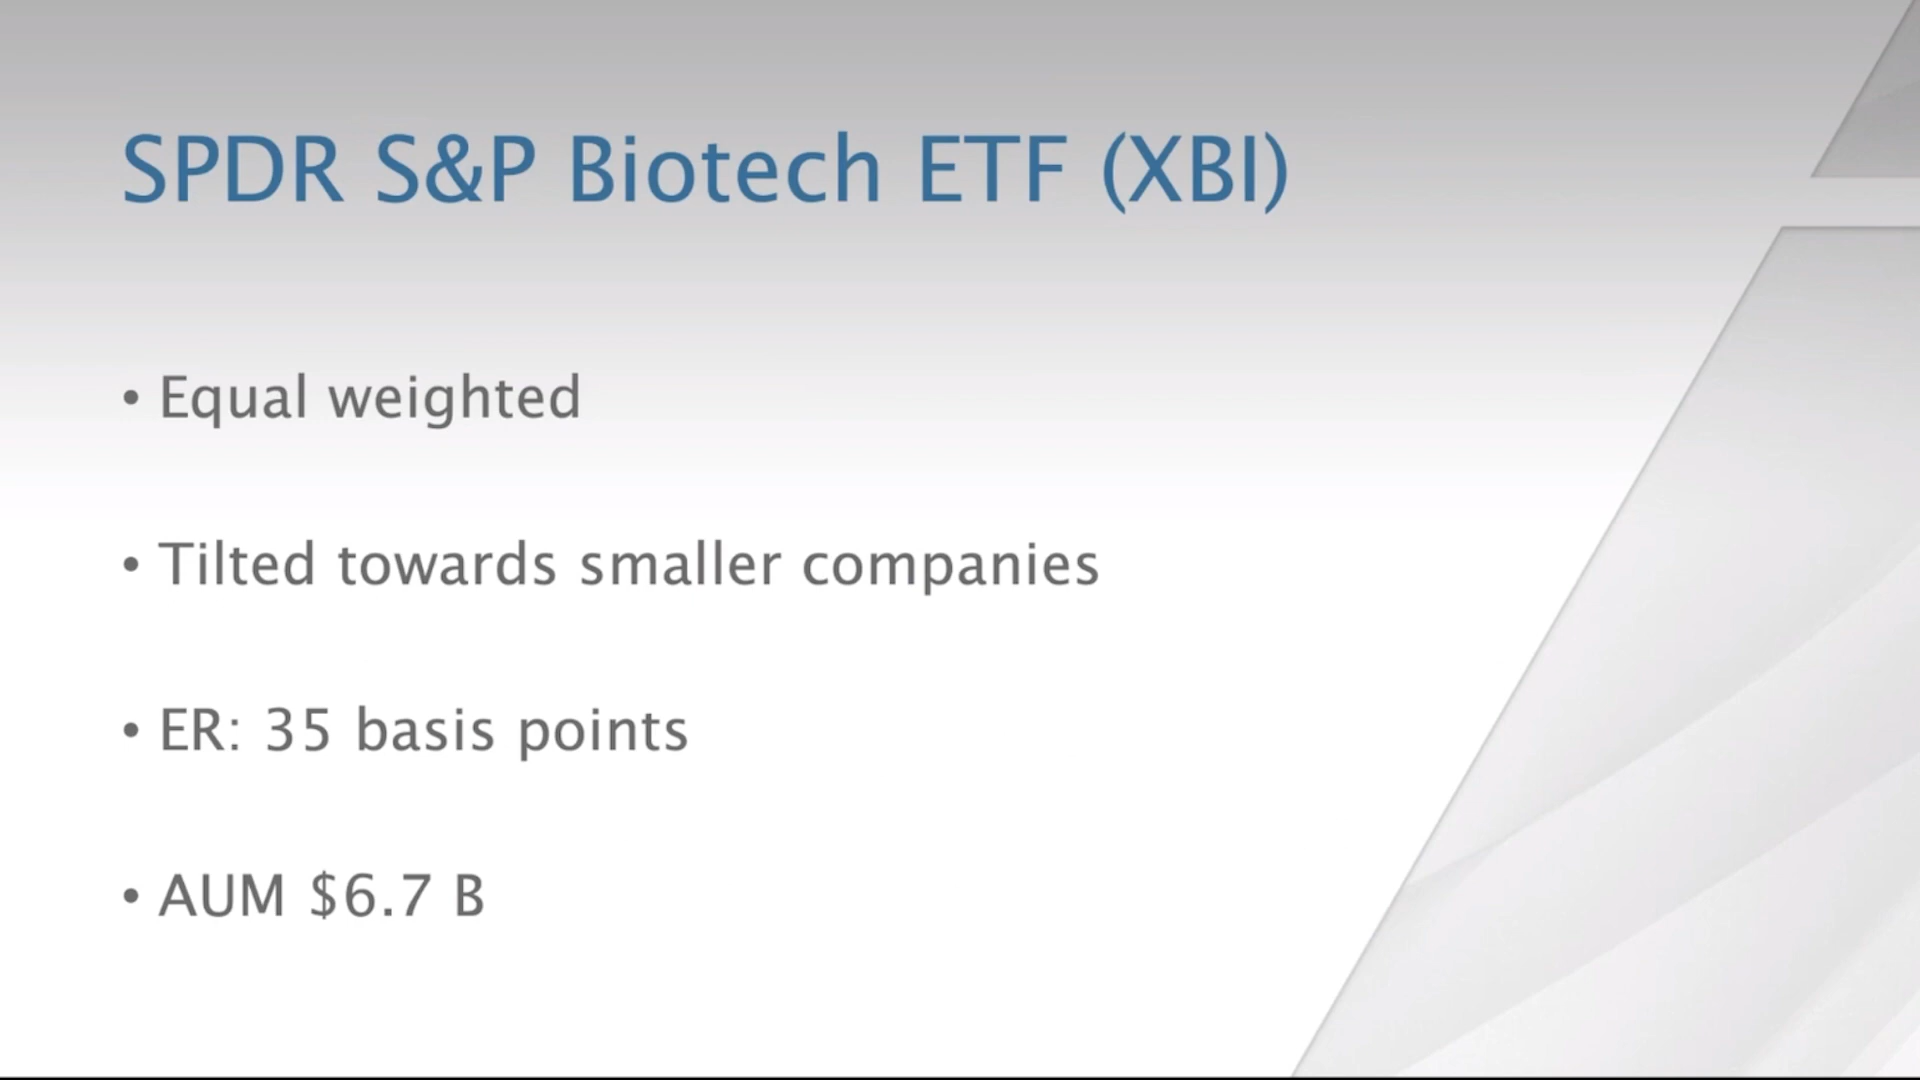 SPDR S&P Biotech ETF (XBI)
• Equal weighted
• Tilted towards smaller companies
• ER: 35 basis points
• AUM $6.7 B